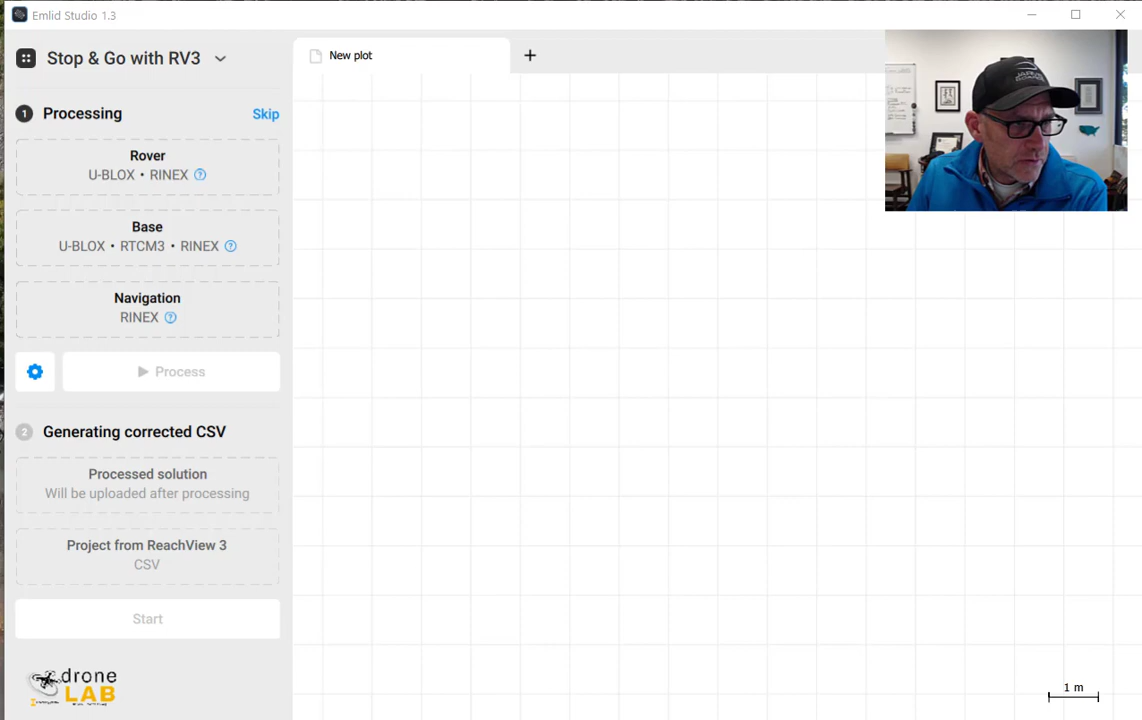 Emlid Studio 1.3
Stop & Go with RV3
New plot
1 Processing
Skip
Rover
U-BLOX • RINEX ?
Base
U-BLOX • RTCM3 • RINEX ?
Navigation
RINEX ?
Process
2 Generating corrected CSV
Processed solution
Will be uploaded after processing
Project from ReachView 3
CSV
Start
drone
LAB
1 m